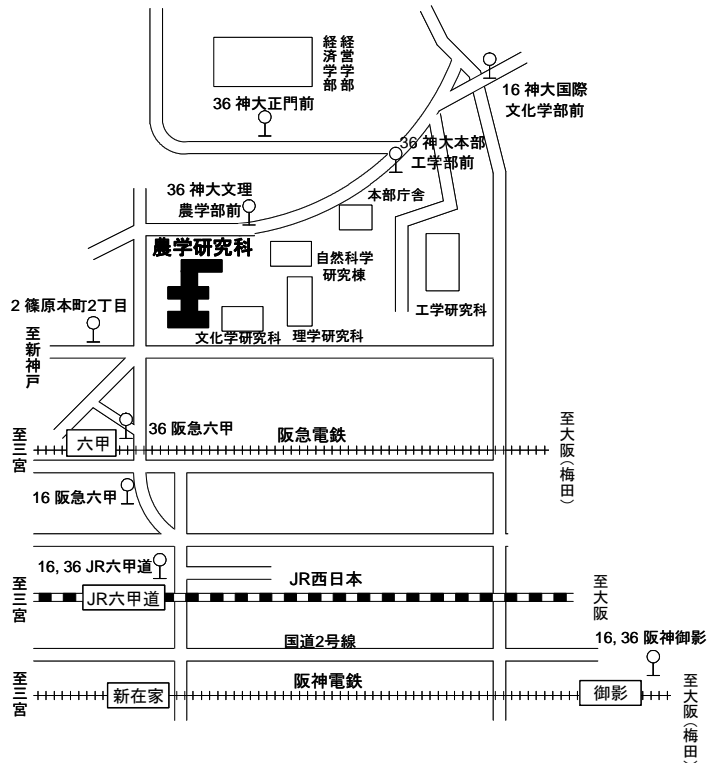 経営学部
経済学部
36 神大正門前
16 神大国際
文化学部前
36 神大本部
工学部前
36 神大文理
農学部前
本部庁舎
農学研究科
自然科学
研究棟
工学研究科
2 篠原本町2丁目
文化学研究科
理学研究科
至新神戸
36 阪急六甲
至三宮
六甲
阪急電鉄
至大阪(梅田)
16 阪急六甲
16, 36 JR六甲道
JR西日本
至三宮
JR六甲道
至大阪
国道2号線
16, 36 阪神御影
至三宮
新在家
阪神電鉄
御影
至大阪(梅田)